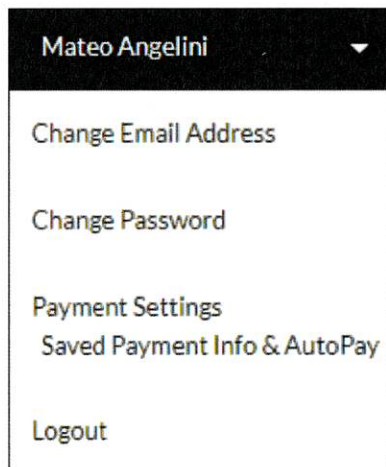 Mateo Angelini
Change Email Address
Change Password
Payment Settings
Saved Payment Info & AutoPay
Logout